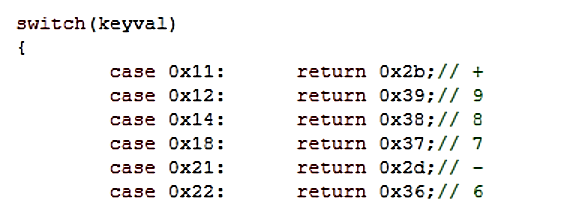 switch(keyval)
{
case 0x11: return 0x2b;// +
case 0x12: return 0x39;// 9
case 0x14: return 0x38;// 8
case 0x18: return 0x37;// 7
case 0x21: return 0x2d;// -
case 0x22: return 0x36;// 6